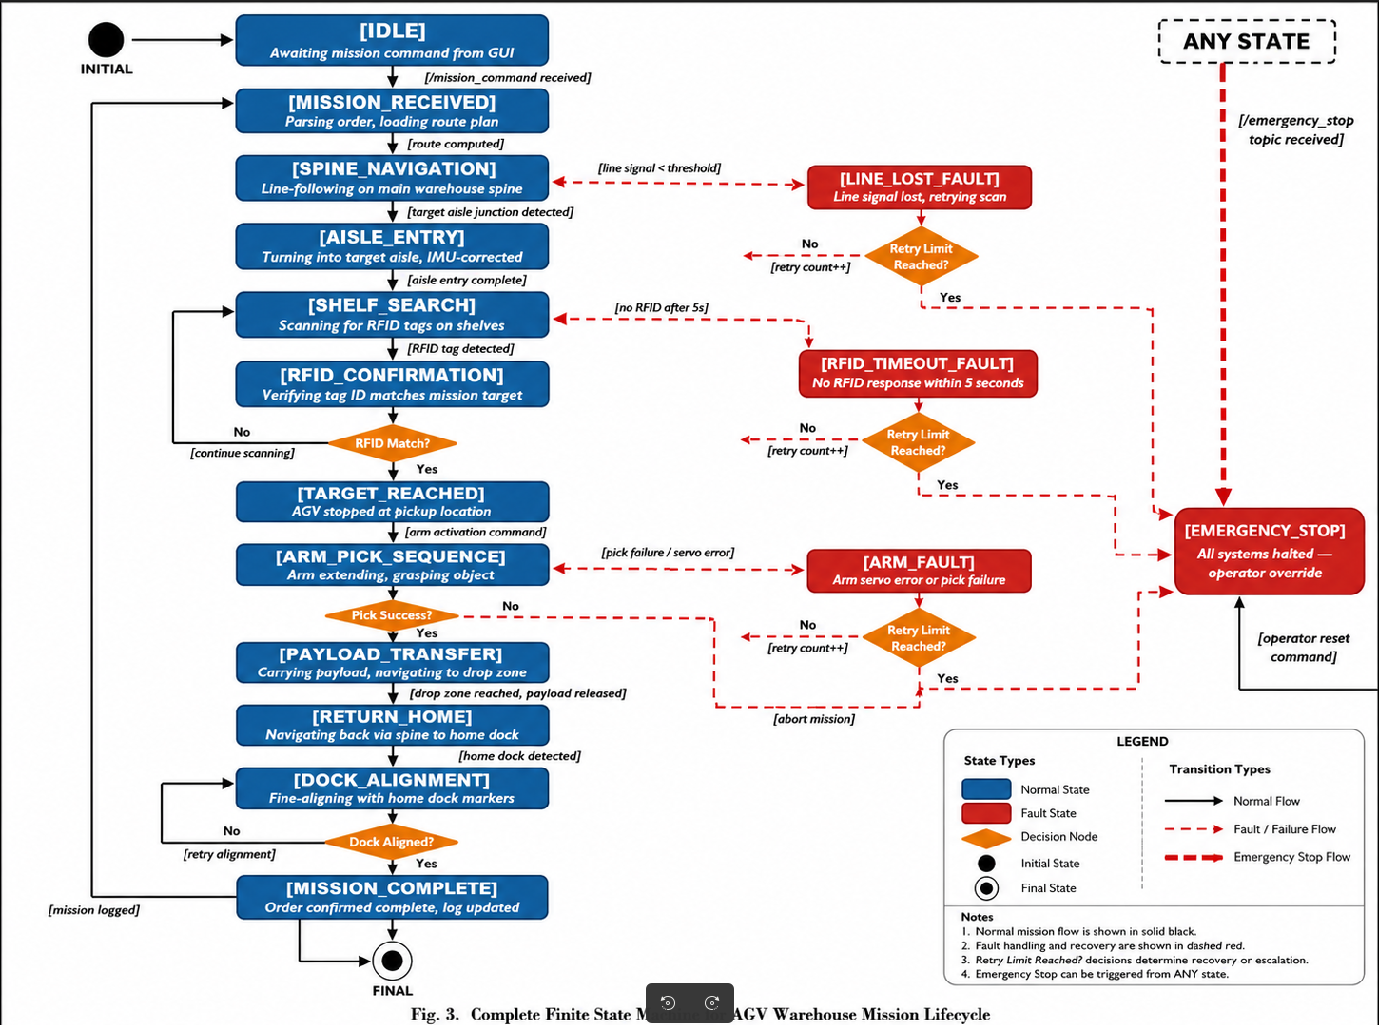 INITIAL
[IDLE]
Awaiting mission command from GUI
[/mission_command received]
[MISSION_RECEIVED]
Parsing order, loading route plan
[route computed]
[SPINE_NAVIGATION]
Line-following on main warehouse spine
[target aisle junction detected]
[AISLE_ENTRY]
Turning into target aisle, IMU-corrected
[aisle entry complete]
[SHELF_SEARCH]
Scanning for RFID tags on shelves
[RFID tag detected]
[RFID_CONFIRMATION]
Verifying tag ID matches mission target
RFID Match?
No
[continue scanning]
Yes
[TARGET_REACHED]
AGV stopped at pickup location
[arm activation command]
[ARM_PICK_SEQUENCE]
Arm extending, grasping object
Pick Success?
No
Yes
[PAYLOAD_TRANSFER]
Carrying payload, navigating to drop zone
[drop zone reached, payload released]
[RETURN_HOME]
Navigating back via spine to home dock
[home dock detected]
[DOCK_ALIGNMENT]
Fine-aligning with home dock markers
Dock Aligned?
No
[retry alignment]
Yes
[MISSION_COMPLETE]
Order confirmed complete, log updated
[mission logged]
FINAL
[line signal < threshold]
[LINE_LOST_FAULT]
Line signal lost, retrying scan
Retry Limit
Reached?
No
[retry count++]
Yes
[no RFID after 5s]
[RFID_TIMEOUT_FAULT]
No RFID response within 5 seconds
Retry Limit
Reached?
No
[retry count++]
Yes
[pick failure / servo error]
[ARM_FAULT]
Arm servo error or pick failure
Retry Limit
Reached?
No
[retry count++]
Yes
[abort mission]
ANY STATE
[/emergency_stop
topic received]
[EMERGENCY_STOP]
All systems halted —
operator override
[operator reset
command]
LEGEND
State Types
Normal State
Fault State
Decision Node
Initial State
Final State
Transition Types
Normal Flow
Fault / Failure Flow
Emergency Stop Flow
Notes
1. Normal mission flow is shown in solid black.
2. Fault handling and recovery are shown in dashed red.
3. Retry Limit Reached? decisions determine recovery or escalation.
4. Emergency Stop can be triggered from ANY state.
Fig. 3. Complete Finite State AGV Warehouse Mission Lifecycle